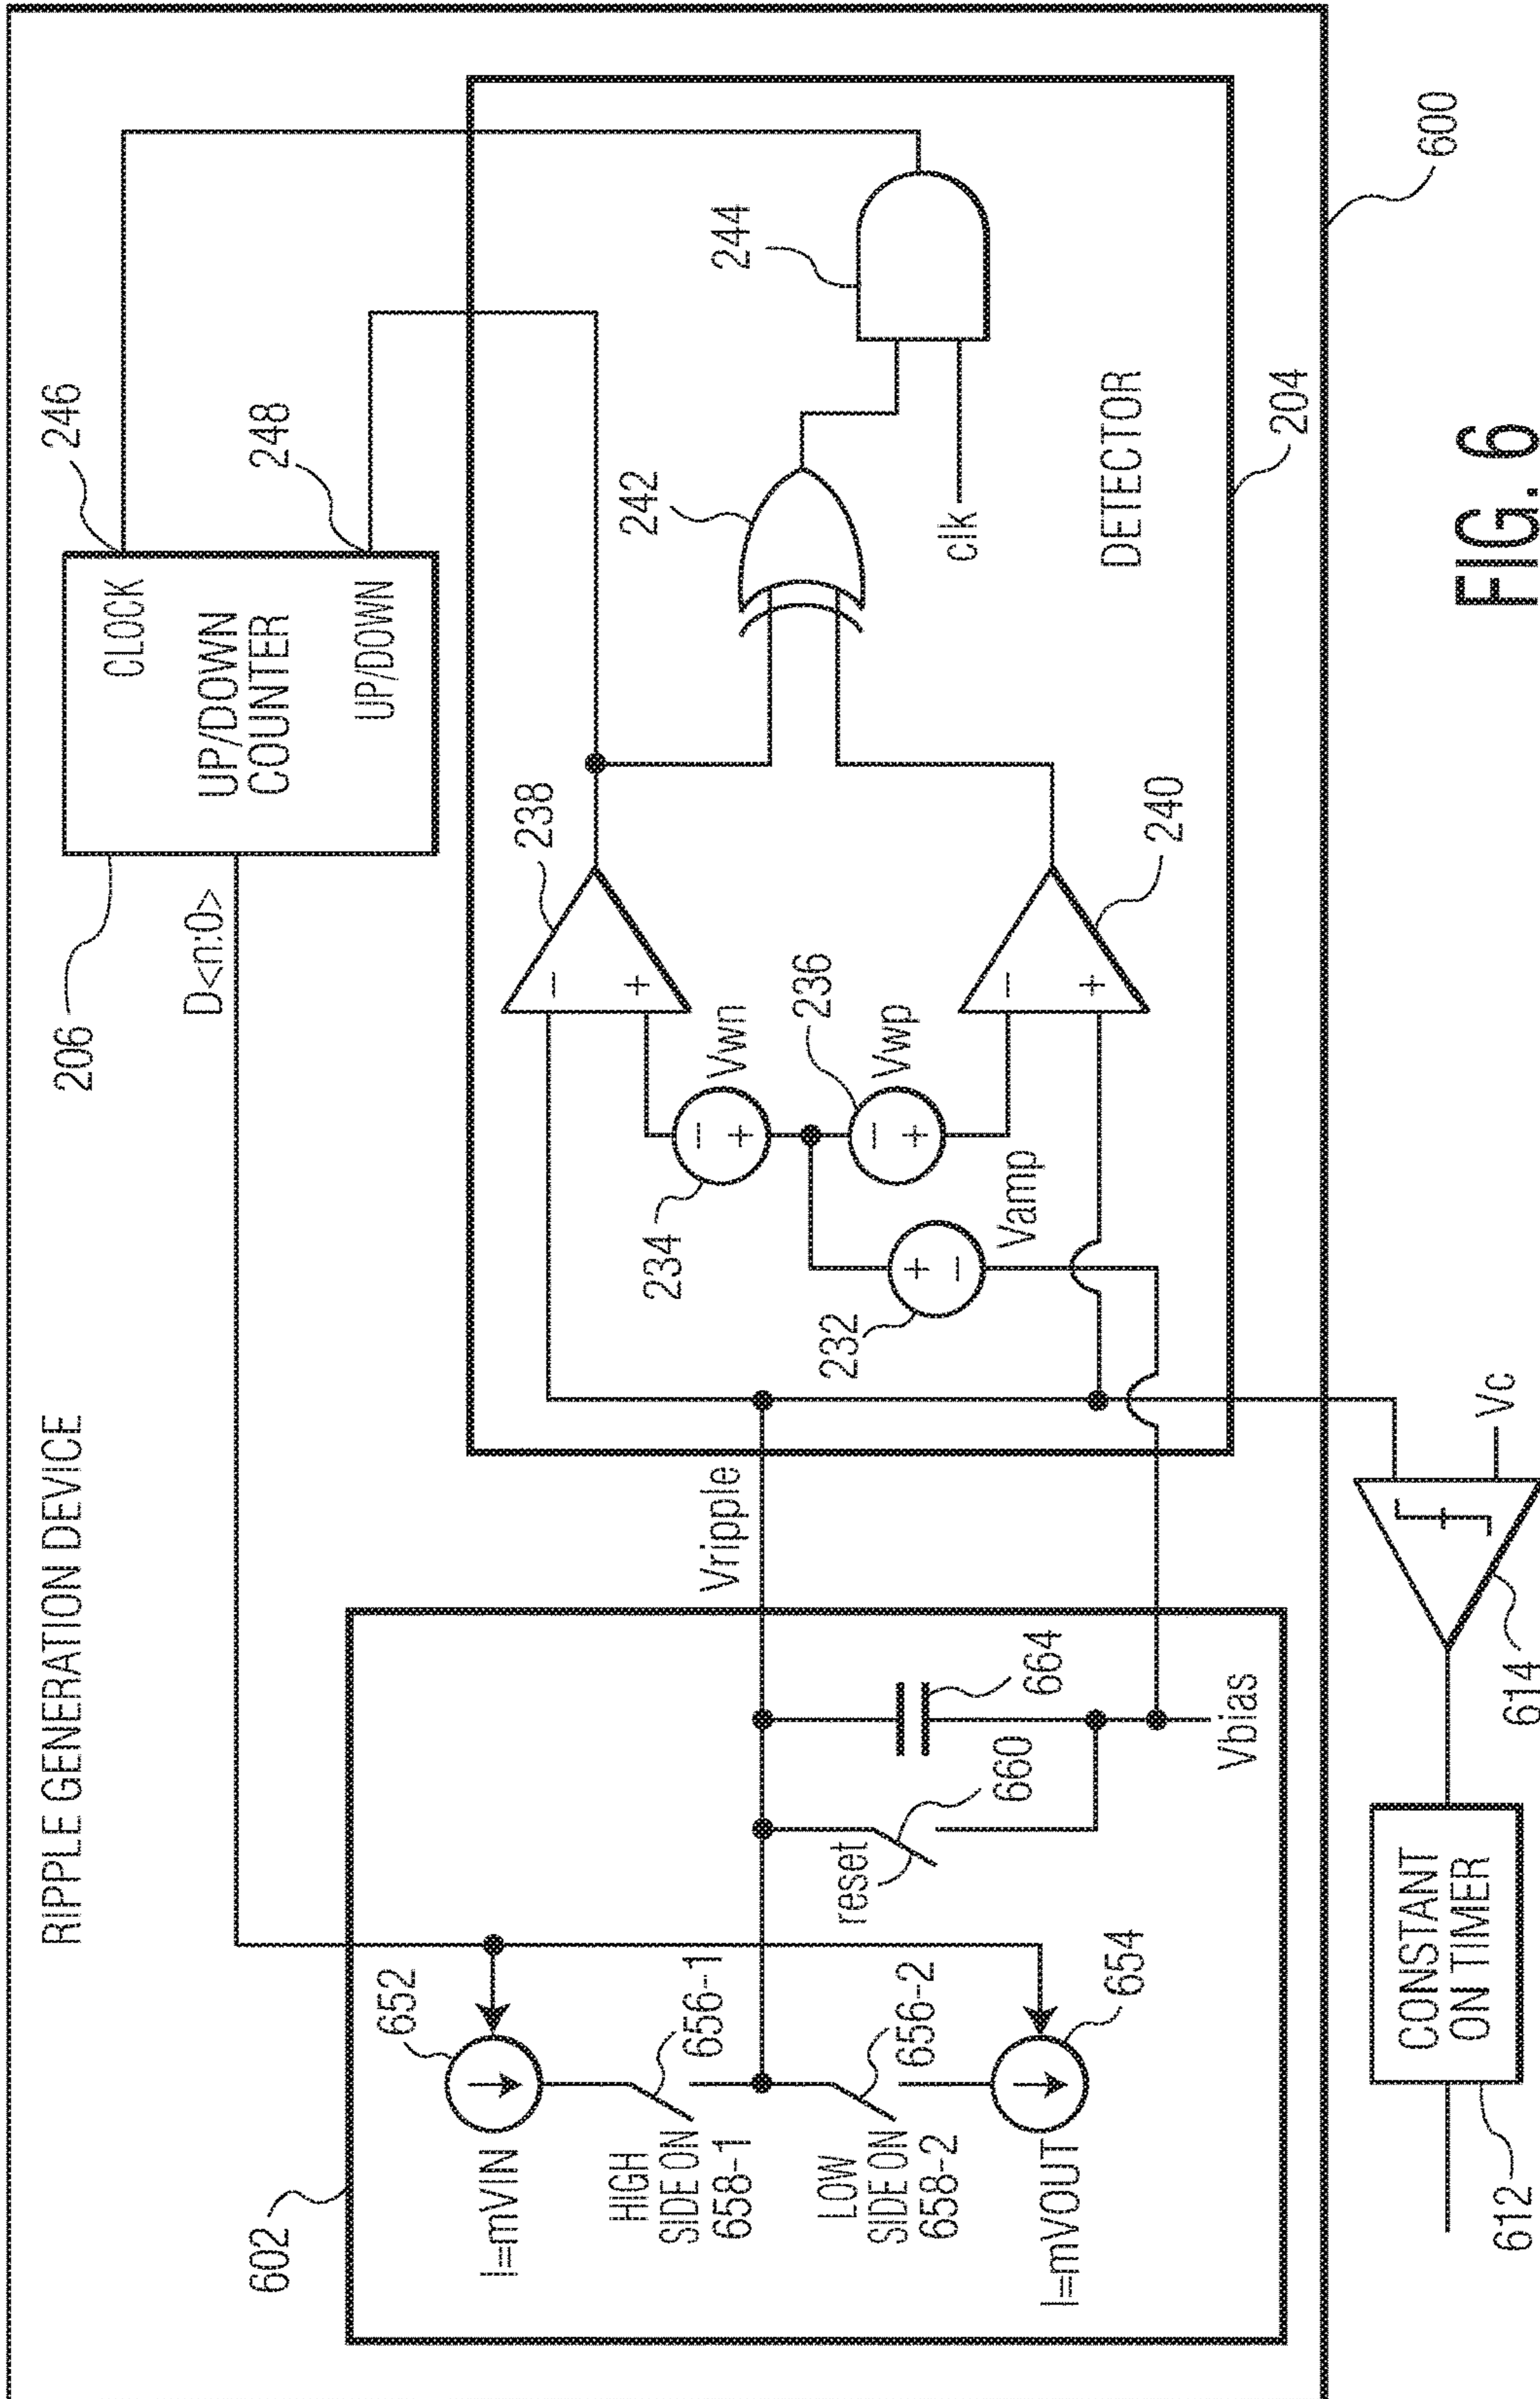 RIPPLE GENERATION DEVICE
206
D<n:0>
CLOCK
UP/DOWN
COUNTER
UP/DOWN
246
248
602
652
I=mVIN
HIGH
SIDE ON
658-1
656-1
LOW
SIDE ON
658-2
656-2
I=mVOUT
654
reset
660
664
Vbias
Vripple
232
+
−
Vamp
234
−
+
Vwn
236
−
+
Vwp
238
−
+
240
−
+
242
244
clk
DETECTOR
204
600
612
CONSTANT
ON TIMER
614
Vc
FIG. 6